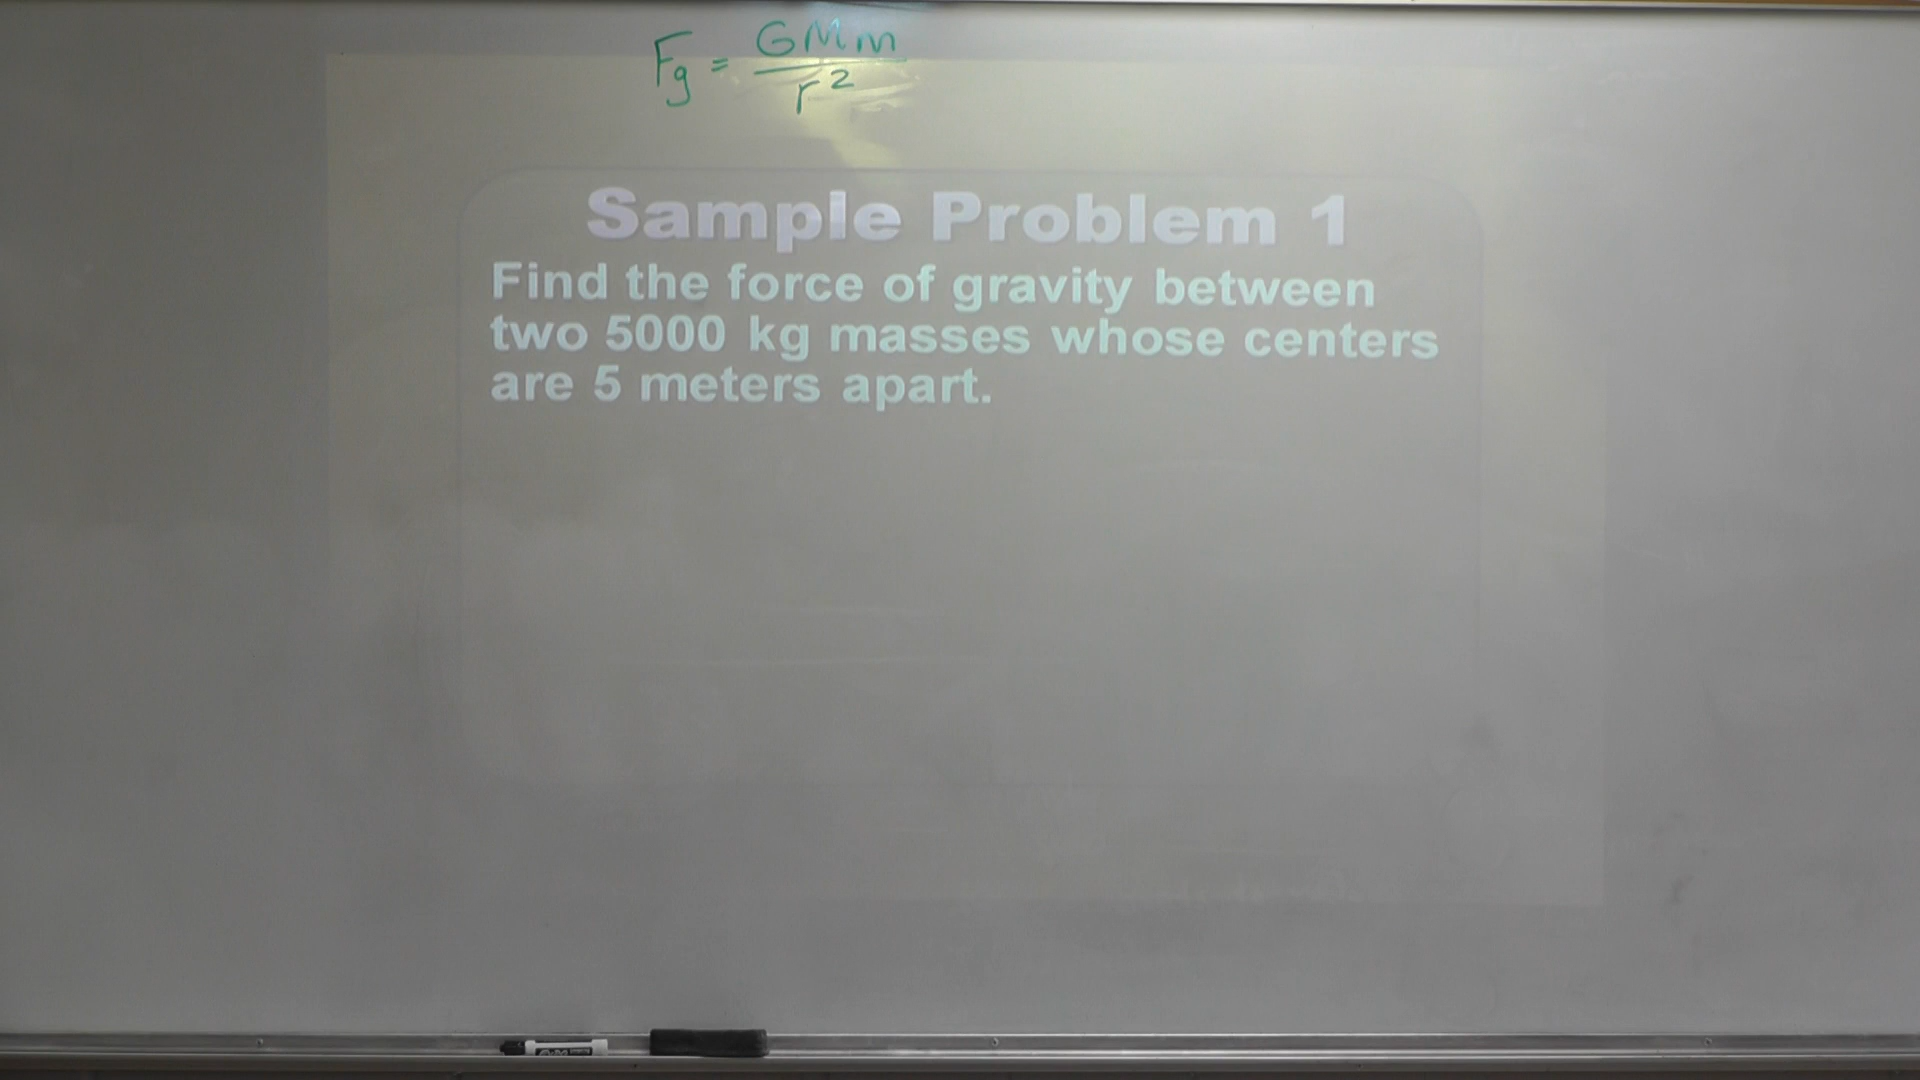 Fg = GMm / r²
Sample Problem 1
Find the force of gravity between
two 5000 kg masses whose centers
are 5 meters apart.